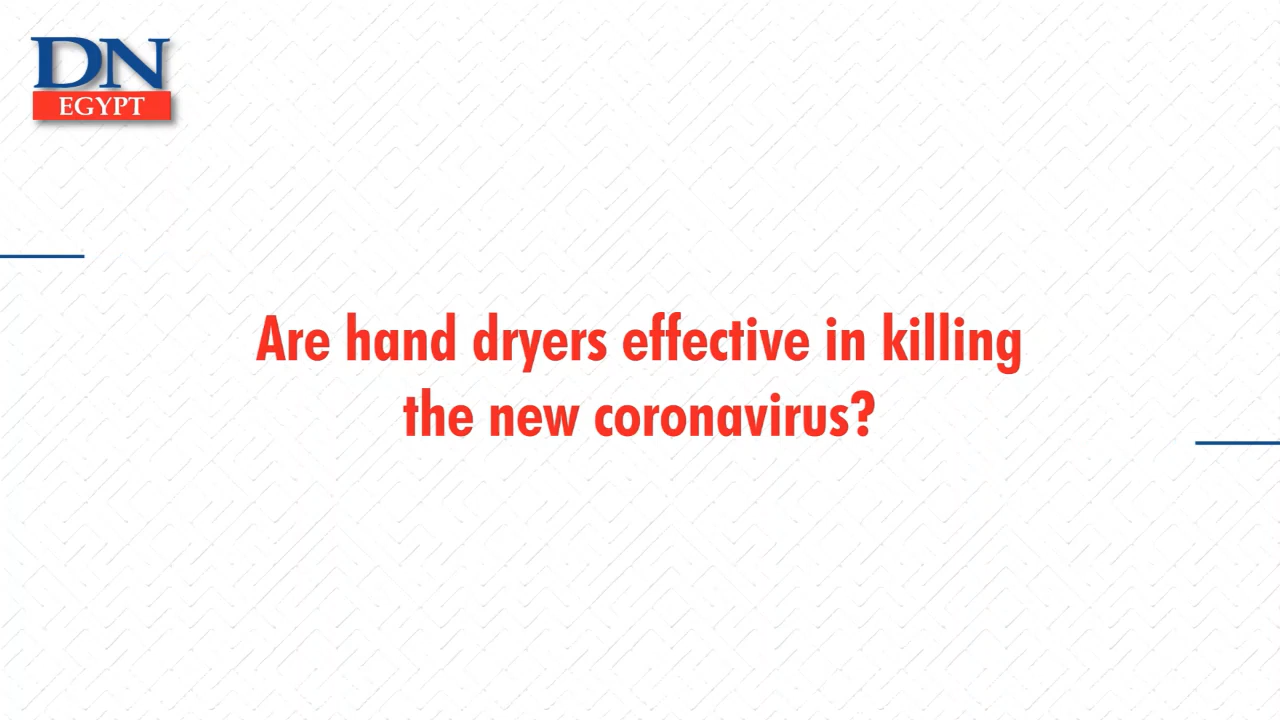 DN
EGYPT
Are hand dryers effective in killing
the new coronavirus?